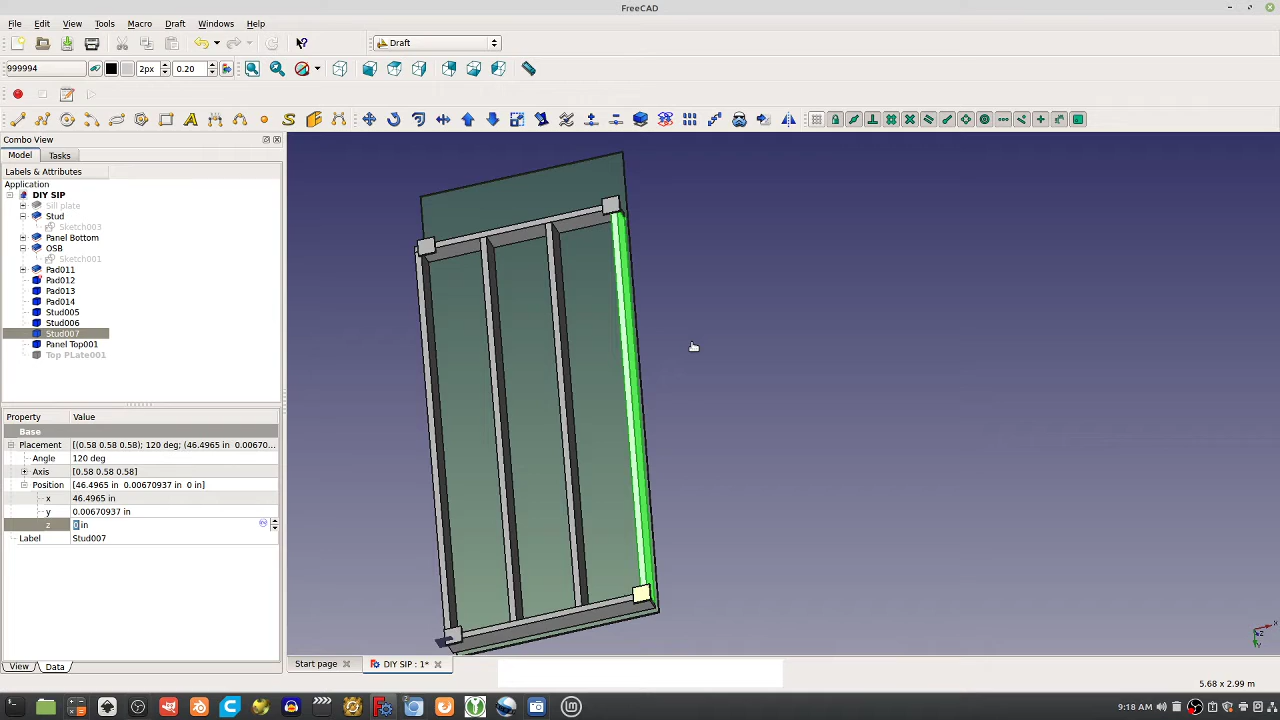 FreeCAD
File Edit View Tools Macro Draft Windows Help
Draft
999994 2px 0.20
Combo View
Model Tasks
Labels & Attributes
Application
DIY SIP
Sill plate
Stud
Sketch003
Panel Bottom
OSB
Sketch001
Pad011
Pad012
Pad013
Pad014
Stud005
Stud006
Stud007
Panel Top001
Top PLate001
Property Value
Base
Placement [(0.58 0.58 0.58); 120 deg; (46.4965 in 0.00670...
Angle 120 deg
Axis [0.58 0.58 0.58]
Position [46.4965 in 0.00670937 in 0 in]
x 46.4965 in
y 0.00670937 in
z 0 in
Label Stud007
View Data
Start page DIY SIP : 1*
5.68 x 2.99 m
9:18 AM